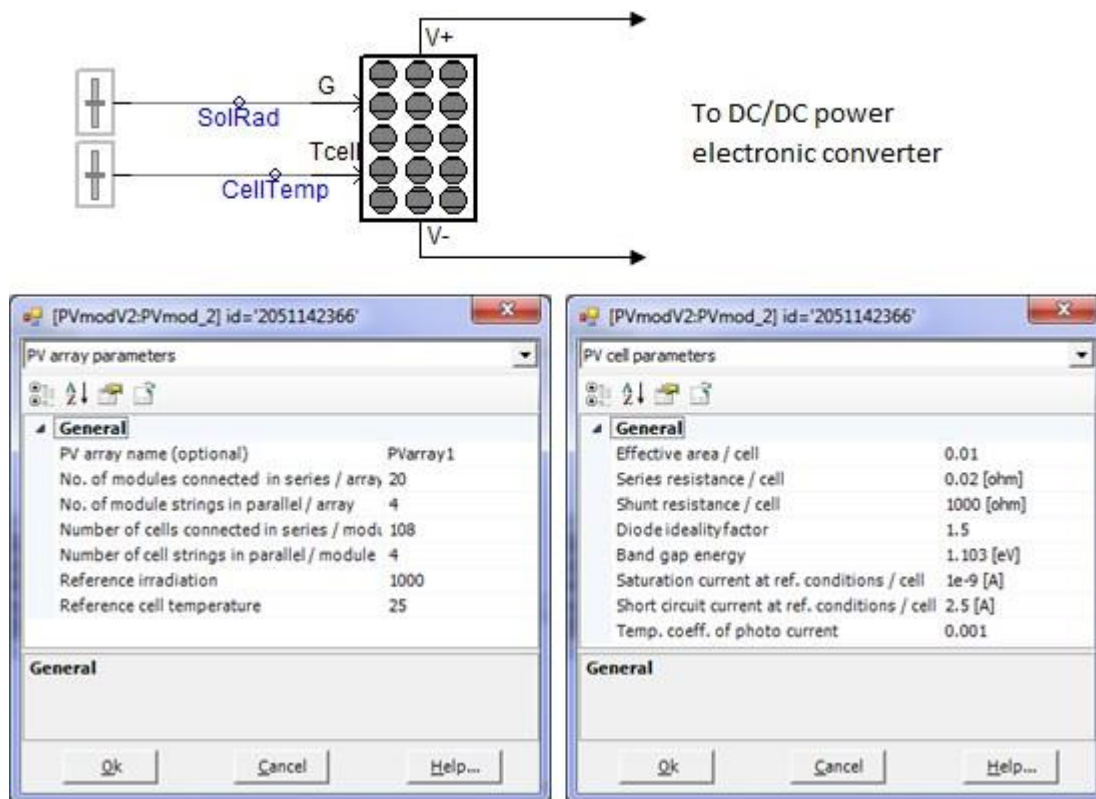 V+
G
SolRad
Tcell
CellTemp
V-
To DC/DC power
electronic converter
[PVmodV2:PVmod_2] id='2051142366'
PV array parameters
General
PV array name (optional) PVarray1
No. of modules connected in series / array 20
No. of module strings in parallel / array 4
Number of cells connected in series / modu 108
Number of cell strings in parallel / module 4
Reference irradiation 1000
Reference cell temperature 25
General
Ok Cancel Help...
[PVmodV2:PVmod_2] id='2051142366'
PV cell parameters
General
Effective area / cell 0.01
Series resistance / cell 0.02 [ohm]
Shunt resistance / cell 1000 [ohm]
Diode ideality factor 1.5
Band gap energy 1.103 [eV]
Saturation current at ref. conditions / cell 1e-9 [A]
Short circuit current at ref. conditions / cell 2.5 [A]
Temp. coeff. of photo current 0.001
General
Ok Cancel Help...